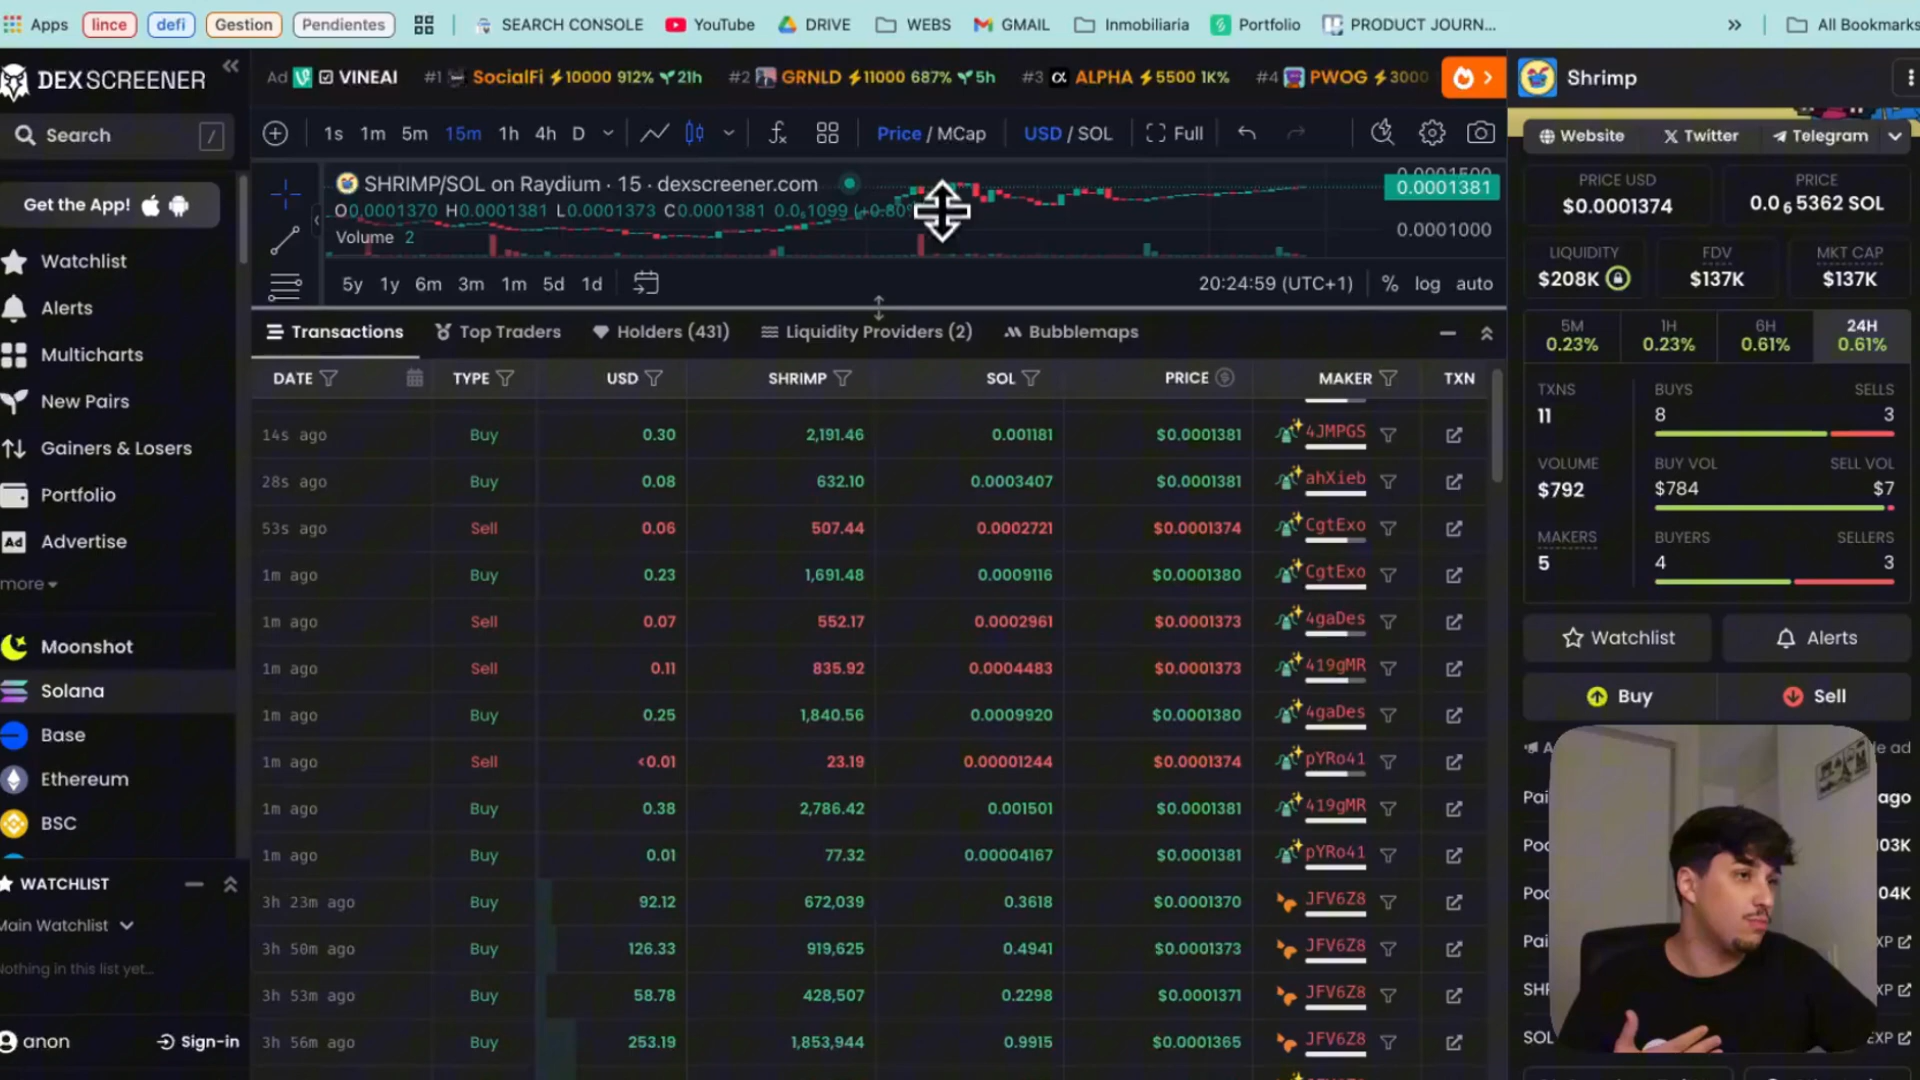 Apps lince defi Gestion Pendientes SEARCH CONSOLE YouTube DRIVE WEBS GMAIL Inmobiliaria Portfolio PRODUCT JOURN... » All Bookmarks
DEXSCREENER
Search /
Get the App!
Watchlist
Alerts
Multicharts
New Pairs
Gainers & Losers
Portfolio
Ad Advertise
more
Moonshot
Solana
Base
Ethereum
BSC
WATCHLIST
Main Watchlist
Nothing in this list yet...
anon Sign-in
Ad VINEAI #1 SocialFi 10000 912% 21h #2 GRNLD 11000 687% 5h #3 ALPHA 5500 1K% #4 PWOG 3000
1s 1m 5m 15m 1h 4h D Price / MCap USD / SOL Full
SHRIMP/SOL on Raydium · 15 · dexscreener.com
O0.0001370 H0.0001381 L0.0001373 C0.0001381
Volume 2
0.0001500
0.0001381
0.0001000
5y 1y 6m 3m 1m 5d 1d 20:24:59 (UTC+1) % log auto
Transactions Top Traders Holders (431) Liquidity Providers (2) Bubblemaps
DATE TYPE USD SHRIMP SOL PRICE MAKER TXN
14s ago Buy 0.30 2,191.46 0.001181 $0.0001381 4JMPGS
28s ago Buy 0.08 632.10 0.0003407 $0.0001381 ahXieb
53s ago Sell 0.06 507.44 0.0002721 $0.0001374 CgtExo
1m ago Buy 0.23 1,691.48 0.0009116 $0.0001380 CgtExo
1m ago Sell 0.07 552.17 0.0002961 $0.0001373 4gaDes
1m ago Sell 0.11 835.92 0.0004483 $0.0001373 419gMR
1m ago Buy 0.25 1,840.56 0.0009920 $0.0001380 4gaDes
1m ago Sell <0.01 23.19 0.00001244 $0.0001374 pYRo41
1m ago Buy 0.38 2,786.42 0.001501 $0.0001381 419gMR
1m ago Buy 0.01 77.32 0.00004167 $0.0001381 pYRo41
3h 23m ago Buy 92.12 672,039 0.3618 $0.0001370 JFV6Z8
3h 50m ago Buy 126.33 919,625 0.4941 $0.0001373 JFV6Z8
3h 53m ago Buy 58.78 428,507 0.2298 $0.0001371 JFV6Z8
3h 56m ago Buy 253.19 1,853,944 0.9915 $0.0001365 JFV6Z8
Shrimp
Website Twitter Telegram
PRICE USD PRICE
$0.0001374 0.0₆5362 SOL
LIQUIDITY FDV MKT CAP
$208K $137K $137K
5M 1H 6H 24H
0.23% 0.23% 0.61% 0.61%
TXNS BUYS SELLS
11 8 3
VOLUME BUY VOL SELL VOL
$792 $784 $7
MAKERS BUYERS SELLERS
5 4 3
Watchlist Alerts
Buy Sell
ago
SOL